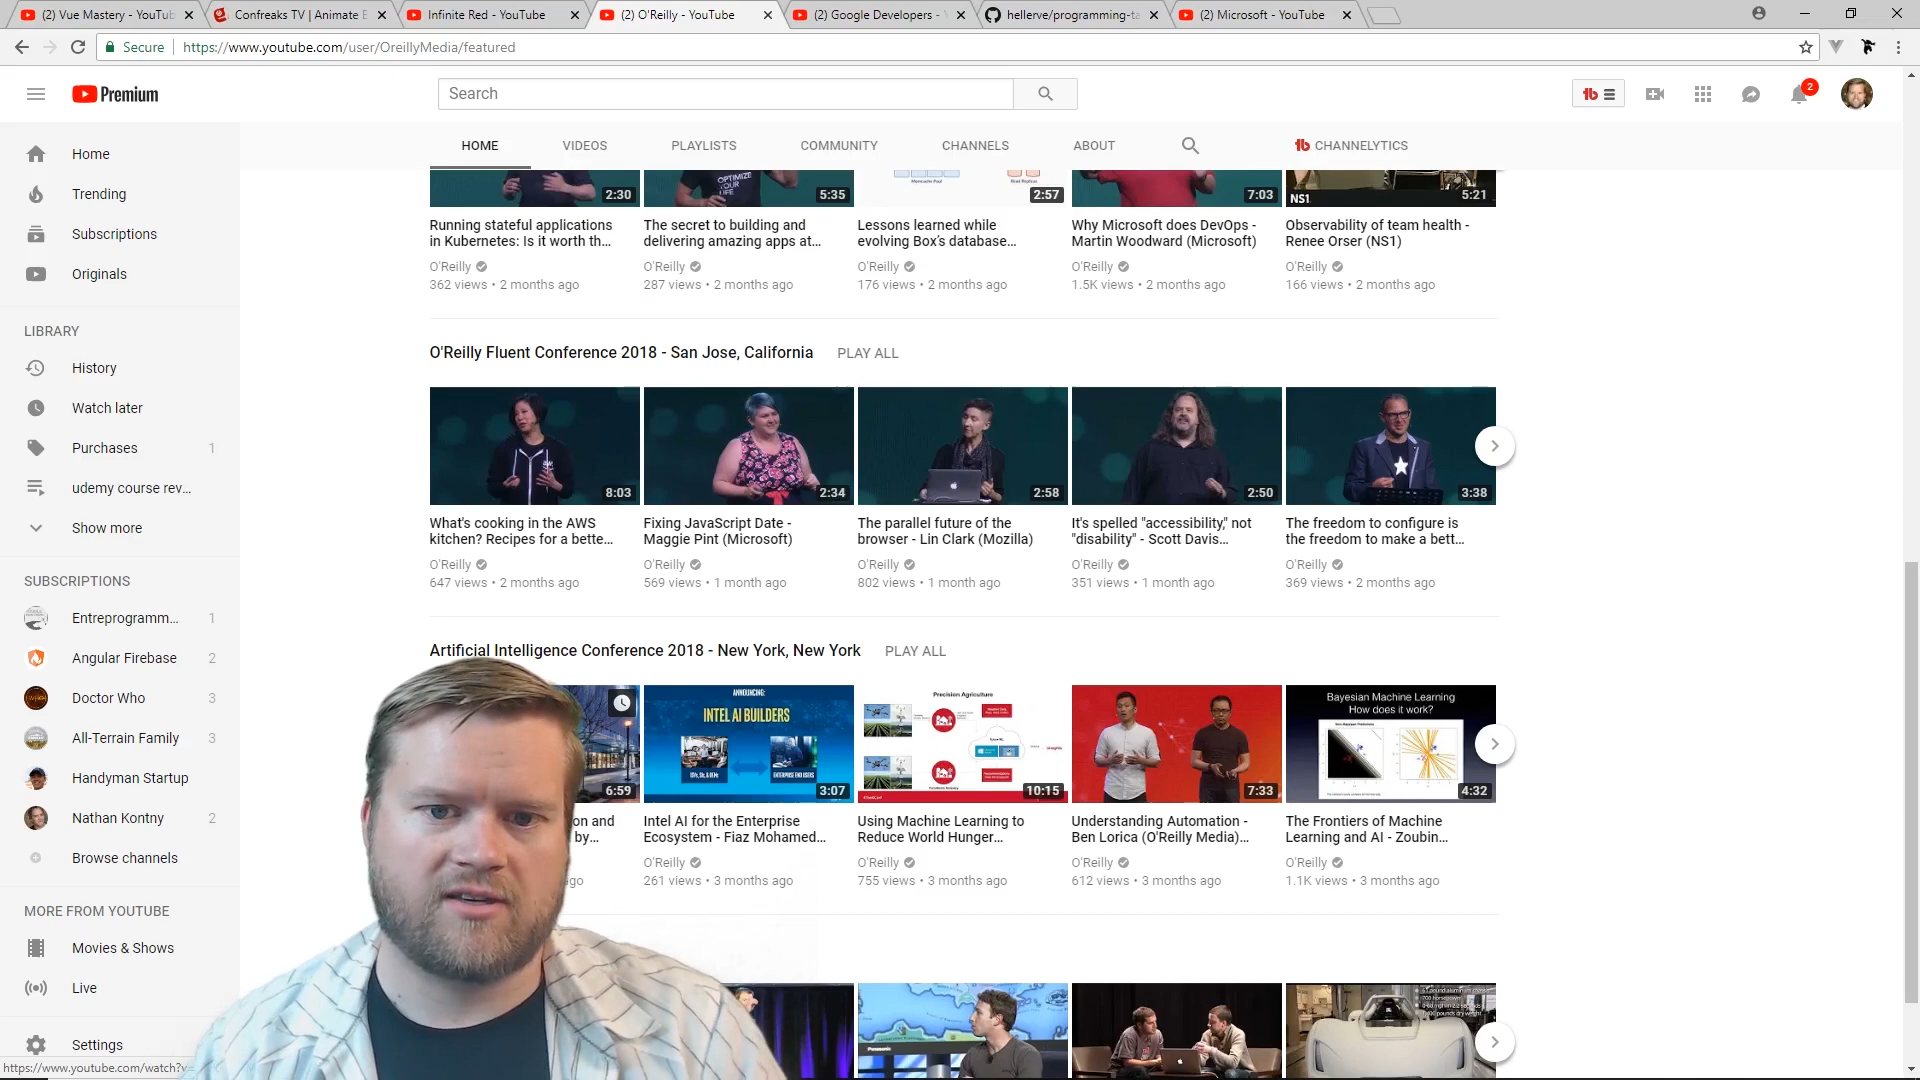 (2) Vue Mastery - YouTub
Confreaks TV | Animate E
Infinite Red - YouTube
(2) O'Reilly - YouTube
(2) Google Developers - Y
hellerve/programming-ta
(2) Microsoft - YouTube
Secure
https://www.youtube.com/user/OreillyMedia/featured
Premium
Search
2
HOME
VIDEOS
PLAYLISTS
COMMUNITY
CHANNELS
ABOUT
CHANNELYTICS
Home
Trending
Subscriptions
Originals
LIBRARY
History
Watch later
Purchases 1
udemy course rev...
Show more
SUBSCRIPTIONS
Entreprogramm... 1
Angular Firebase 2
Doctor Who 3
All-Terrain Family 3
Handyman Startup
Nathan Kontny 2
Browse channels
MORE FROM YOUTUBE
Movies & Shows
Live
Settings
https://www.youtube.com/watch?v=
2:30
OPTIMIZE
YOUR
LIFE
5:35
Memcache Pool
2:57
7:03
NS1
5:21
Running stateful applications
in Kubernetes: Is it worth th...
O'Reilly
362 views • 2 months ago
The secret to building and
delivering amazing apps at...
O'Reilly
287 views • 2 months ago
Lessons learned while
evolving Box's database...
O'Reilly
176 views • 2 months ago
Why Microsoft does DevOps -
Martin Woodward (Microsoft)
O'Reilly
1.5K views • 2 months ago
Observability of team health -
Renee Orser (NS1)
O'Reilly
166 views • 2 months ago
O'Reilly Fluent Conference 2018 - San Jose, California
PLAY ALL
8:03
2:34
2:58
2:50
3:38
What's cooking in the AWS
kitchen? Recipes for a bette...
O'Reilly
647 views • 2 months ago
Fixing JavaScript Date -
Maggie Pint (Microsoft)
O'Reilly
569 views • 1 month ago
The parallel future of the
browser - Lin Clark (Mozilla)
O'Reilly
802 views • 1 month ago
It's spelled "accessibility," not
"disability" - Scott Davis...
O'Reilly
351 views • 1 month ago
The freedom to configure is
the freedom to make a bett...
O'Reilly
369 views • 2 months ago
Artificial Intelligence Conference 2018 - New York, New York
PLAY ALL
6:59
ANNOUNCING:
INTEL AI BUILDERS
3:07
Precision Agriculture
10:15
7:33
Bayesian Machine Learning
How does it work?
4:32
on and
by...
ago
Intel AI for the Enterprise
Ecosystem - Fiaz Mohamed...
O'Reilly
261 views • 3 months ago
Using Machine Learning to
Reduce World Hunger...
O'Reilly
755 views • 3 months ago
Understanding Automation -
Ben Lorica (O'Reilly Media)...
O'Reilly
612 views • 3 months ago
The Frontiers of Machine
Learning and AI - Zoubin...
O'Reilly
1.1K views • 3 months ago